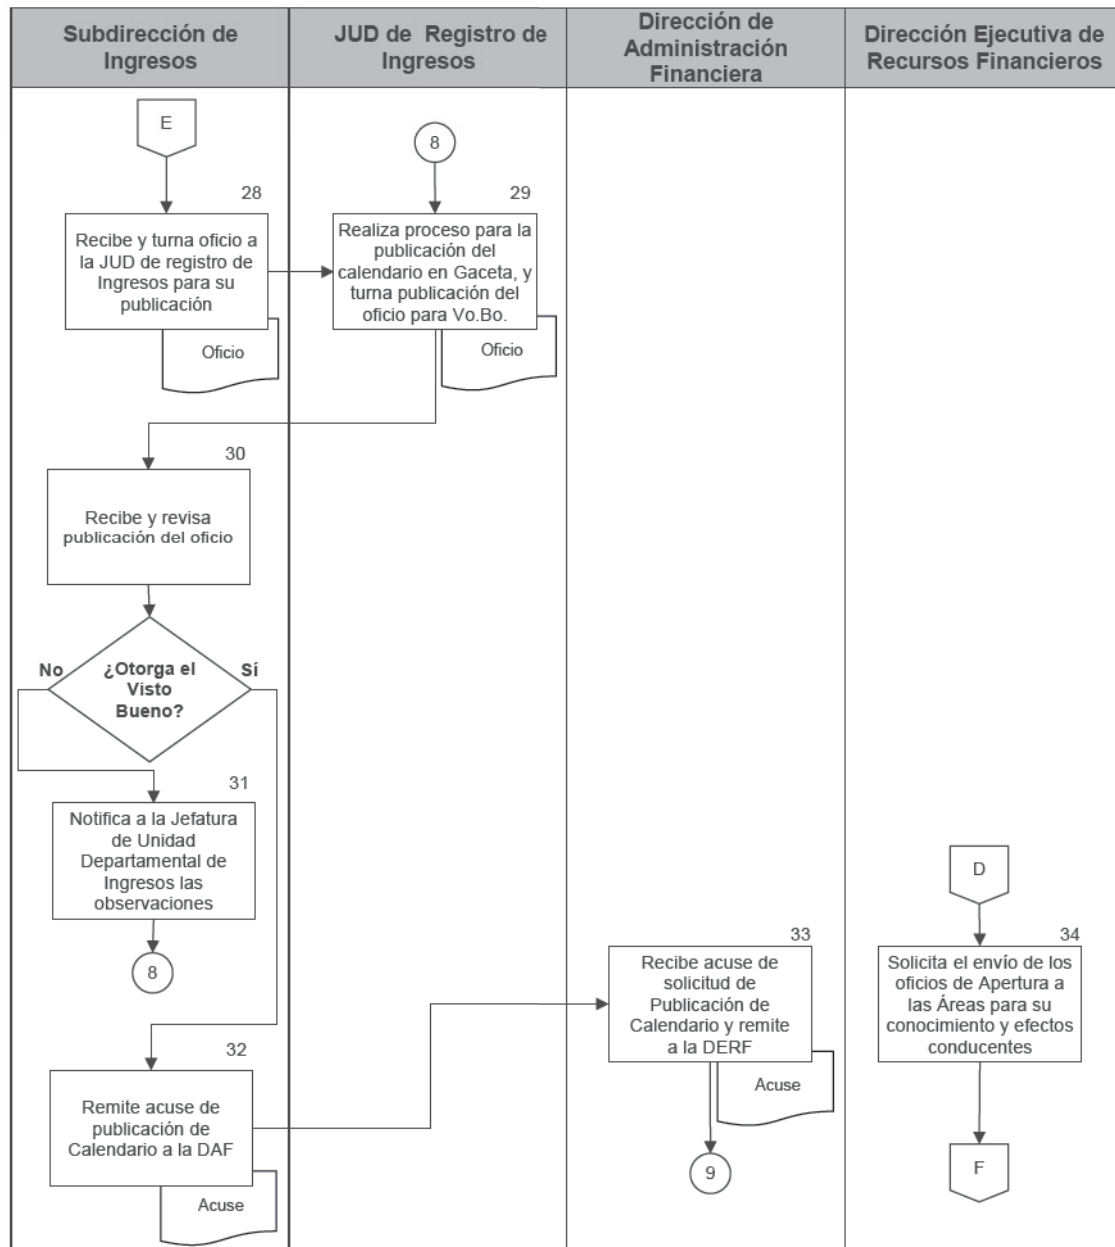 Subdirección de
Ingresos
JUD de Registro de
Ingresos
Dirección de
Administración
Financiera
Dirección Ejecutiva de
Recursos Financieros
E
28
Recibe y turna oficio a
la JUD de registro de
Ingresos para su
publicación
Oficio
8
29
Realiza proceso para la
publicación del
calendario en Gaceta, y
turna publicación del
oficio para Vo.Bo.
Oficio
30
Recibe y revisa
publicación del oficio
No
¿Otorga el
Visto
Bueno?
Sí
31
Notifica a la Jefatura
de Unidad
Departamental de
Ingresos las
observaciones
8
32
Remite acuse de
publicación de
Calendario a la DAF
Acuse
33
Recibe acuse de
solicitud de
Publicación de
Calendario y remite
a la DERF
Acuse
9
D
34
Solicita el envío de los
oficios de Apertura a
las Áreas para su
conocimiento y efectos
conducentes
F